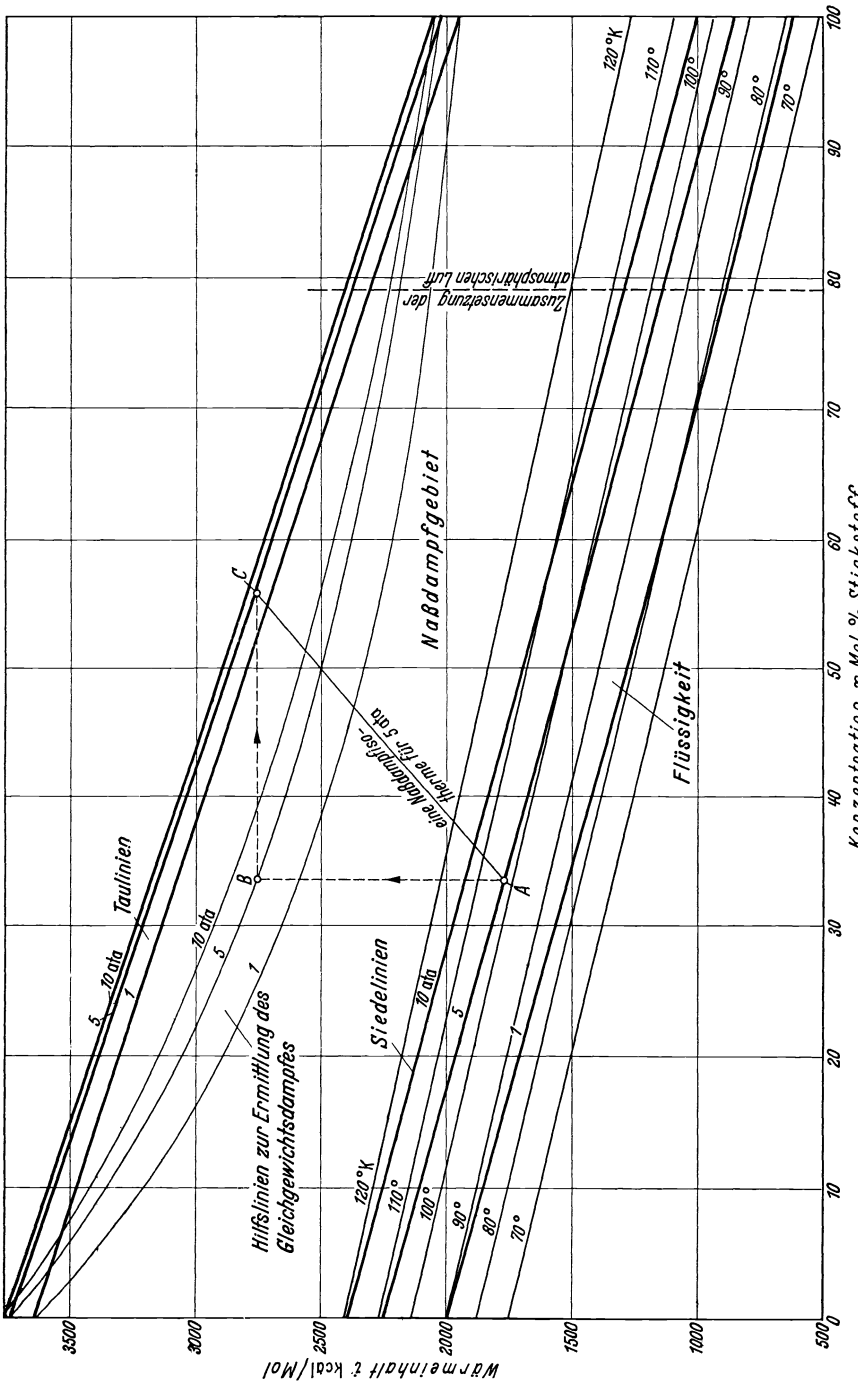 Wärmeinhalt i kcal/Mol
3500
3000
2500
2000
1500
1000
500
0
10
20
30
40
50
60
70
80
90
100
Konzentration m Mol % Stickstoff
Taulinien
5
10 ata
1
10 ata
5
1
Hilfslinien zur Ermittlung des
Gleichgewichtsdampfes
B
C
A
eine Naßdampfiso-
therme für 5 ata
Naßdampfgebiet
Zusammensetzung der
atmosphärischen Luft
Siedelinien
10 ata
5
1
Flüssigkeit
120°K
110°
100°
90°
80°
70°
120°K
110°
100°
90°
80°
70°